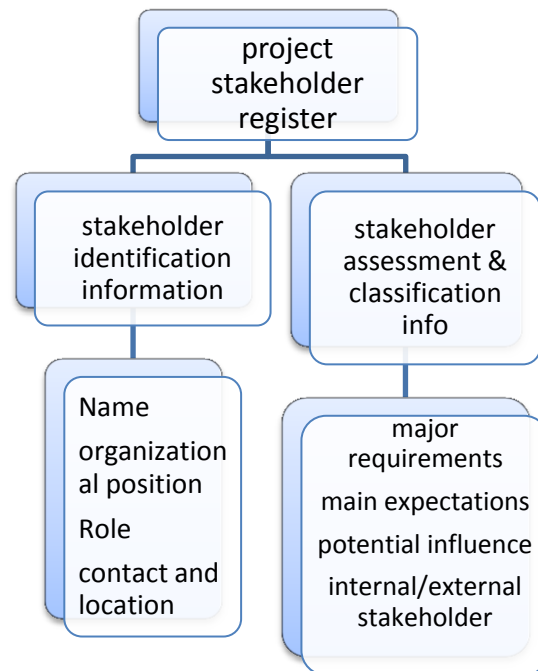 project
stakeholder
register
stakeholder
identification
information
stakeholder
assessment &
classification
info
Name
organization
al position
Role
contact and
location
major
requirements
main expectations
potential influence
internal/external
stakeholder